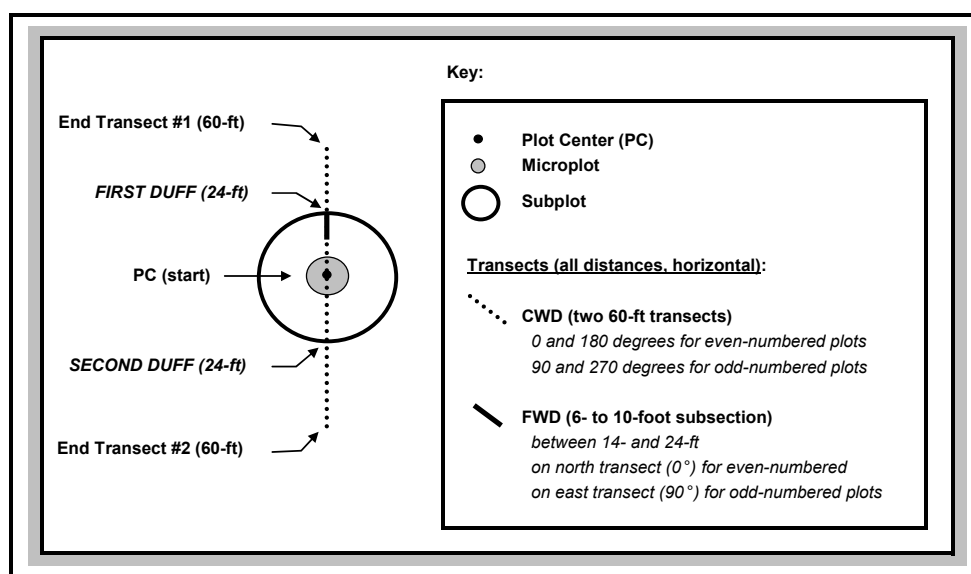 End Transect #1 (60-ft)
FIRST DUFF (24-ft)
PC (start)
SECOND DUFF (24-ft)
End Transect #2 (60-ft)
Key:
Plot Center (PC)
Microplot
Subplot
Transects (all distances, horizontal):
CWD (two 60-ft transects)
0 and 180 degrees for even-numbered plots
90 and 270 degrees for odd-numbered plots
FWD (6- to 10-foot subsection)
between 14- and 24-ft
on north transect (0°) for even-numbered
on east transect (90°) for odd-numbered plots